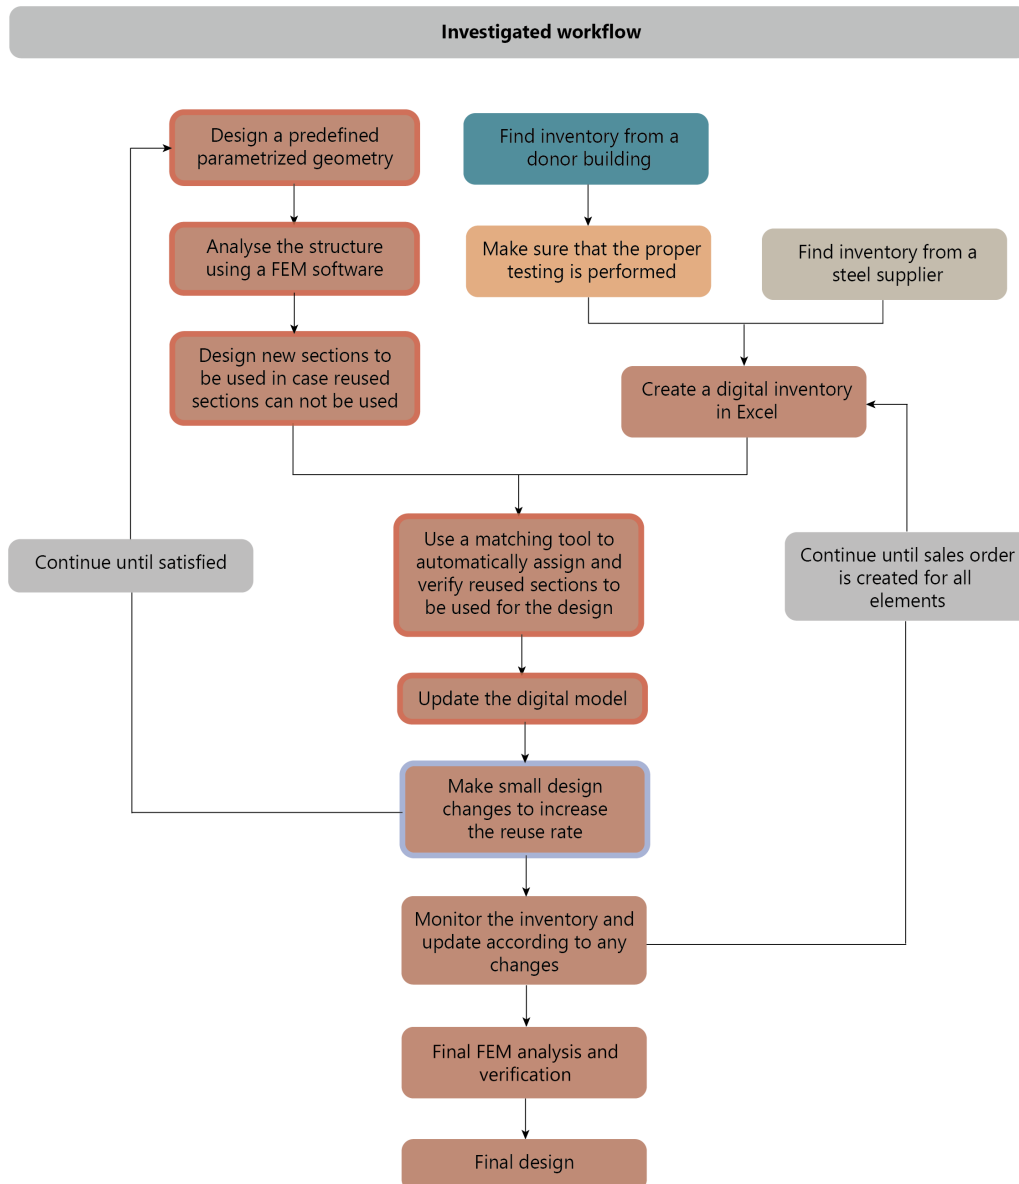 Investigated workflow
Design a predefined
parametrized geometry
Find inventory from a
donor building
Analyse the structure
using a FEM software
Make sure that the proper
testing is performed
Find inventory from a
steel supplier
Design new sections to
be used in case reused
sections can not be used
Create a digital inventory
in Excel
Use a matching tool to
automatically assign and
verify reused sections to
be used for the design
Continue until satisfied
Continue until sales order
is created for all
elements
Update the digital model
Make small design
changes to increase
the reuse rate
Monitor the inventory and
update according to any
changes
Final FEM analysis and
verification
Final design